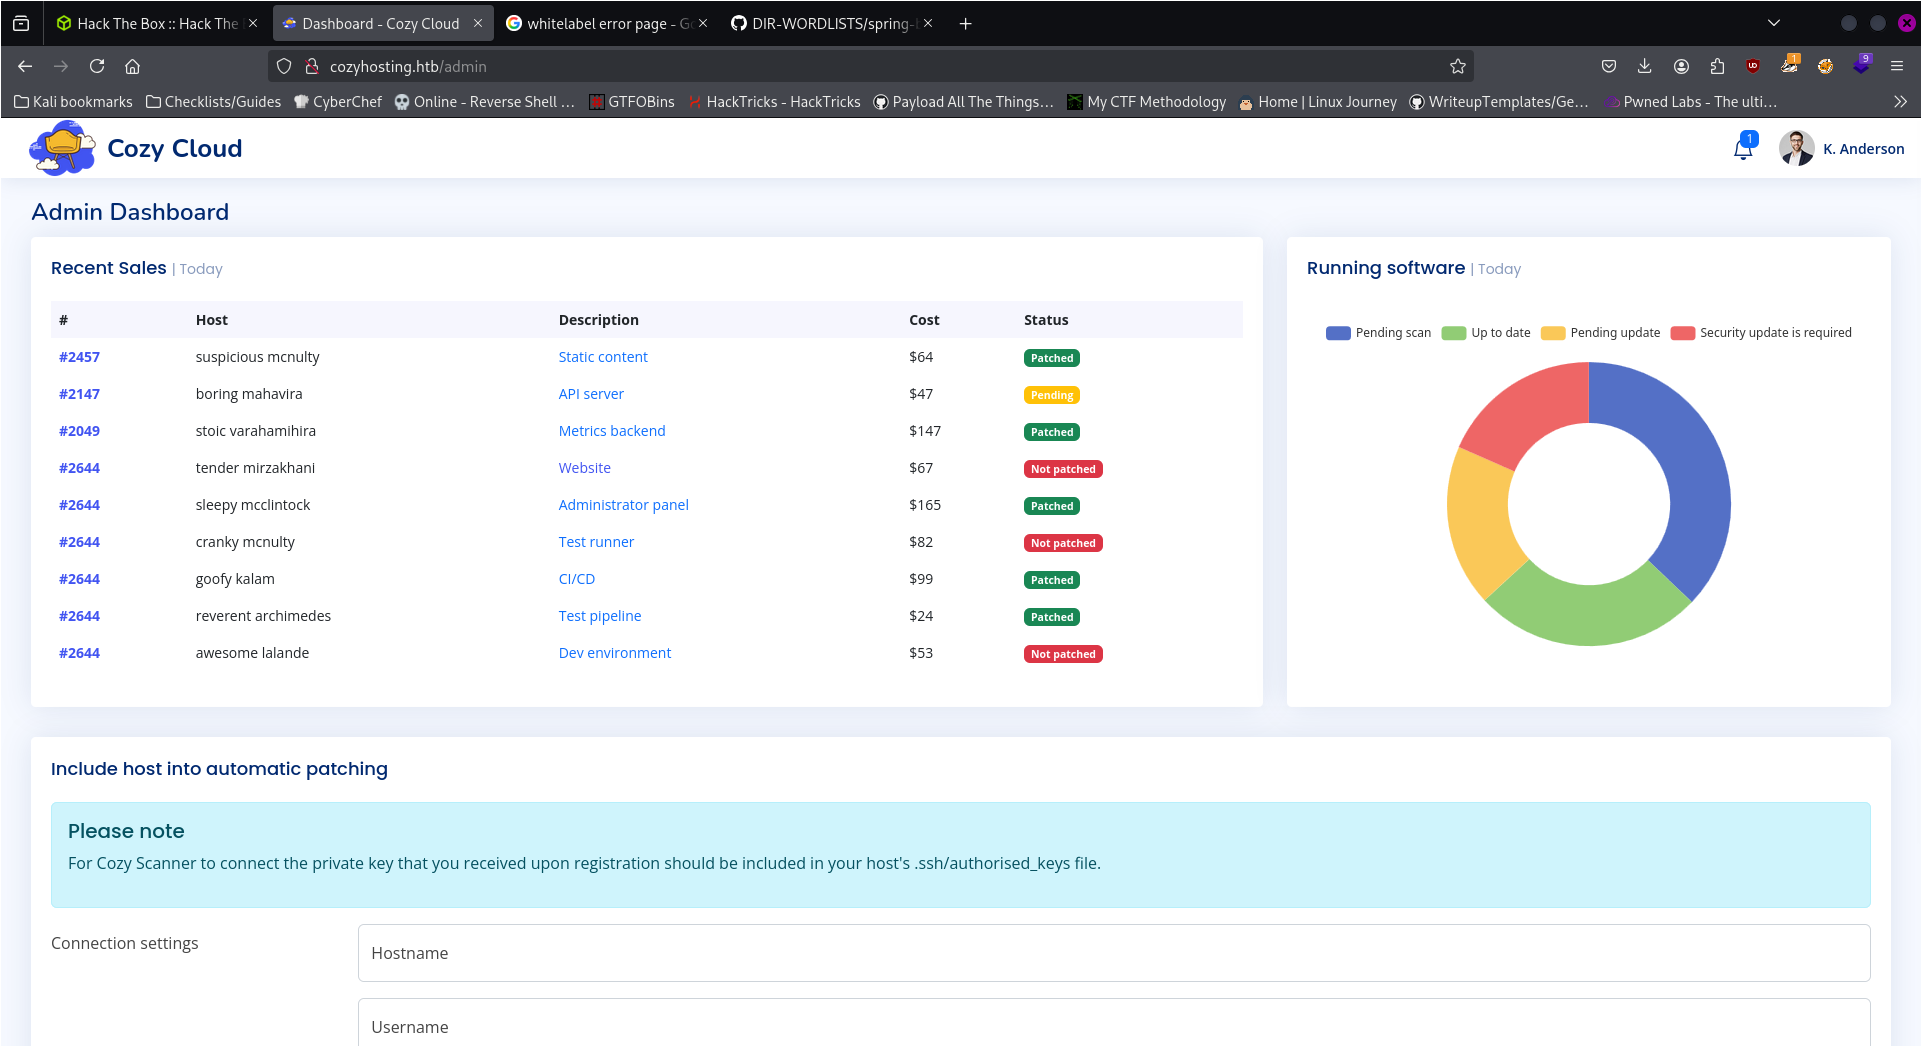 Hack The Box :: Hack The
Dashboard - Cozy Cloud
whitelabel error page - Go
DIR-WORDLISTS/spring-b
cozyhosting.htb/admin
1
9
Kali bookmarks
Checklists/Guides
CyberChef
Online - Reverse Shell …
GTFOBins
HackTricks - HackTricks
Payload All The Things…
My CTF Methodology
Home | Linux Journey
WriteupTemplates/Ge…
Pwned Labs - The ulti…
Cozy Cloud
1
K. Anderson
Admin Dashboard
Recent Sales | Today
# Host Description Cost Status
#2457 suspicious mcnulty Static content $64 Patched
#2147 boring mahavira API server $47 Pending
#2049 stoic varahamihira Metrics backend $147 Patched
#2644 tender mirzakhani Website $67 Not patched
#2644 sleepy mcclintock Administrator panel $165 Patched
#2644 cranky mcnulty Test runner $82 Not patched
#2644 goofy kalam CI/CD $99 Patched
#2644 reverent archimedes Test pipeline $24 Patched
#2644 awesome lalande Dev environment $53 Not patched
Running software | Today
Pending scan Up to date Pending update Security update is required
Include host into automatic patching
Please note
For Cozy Scanner to connect the private key that you received upon registration should be included in your host's .ssh/authorised_keys file.
Connection settings
Hostname
Username